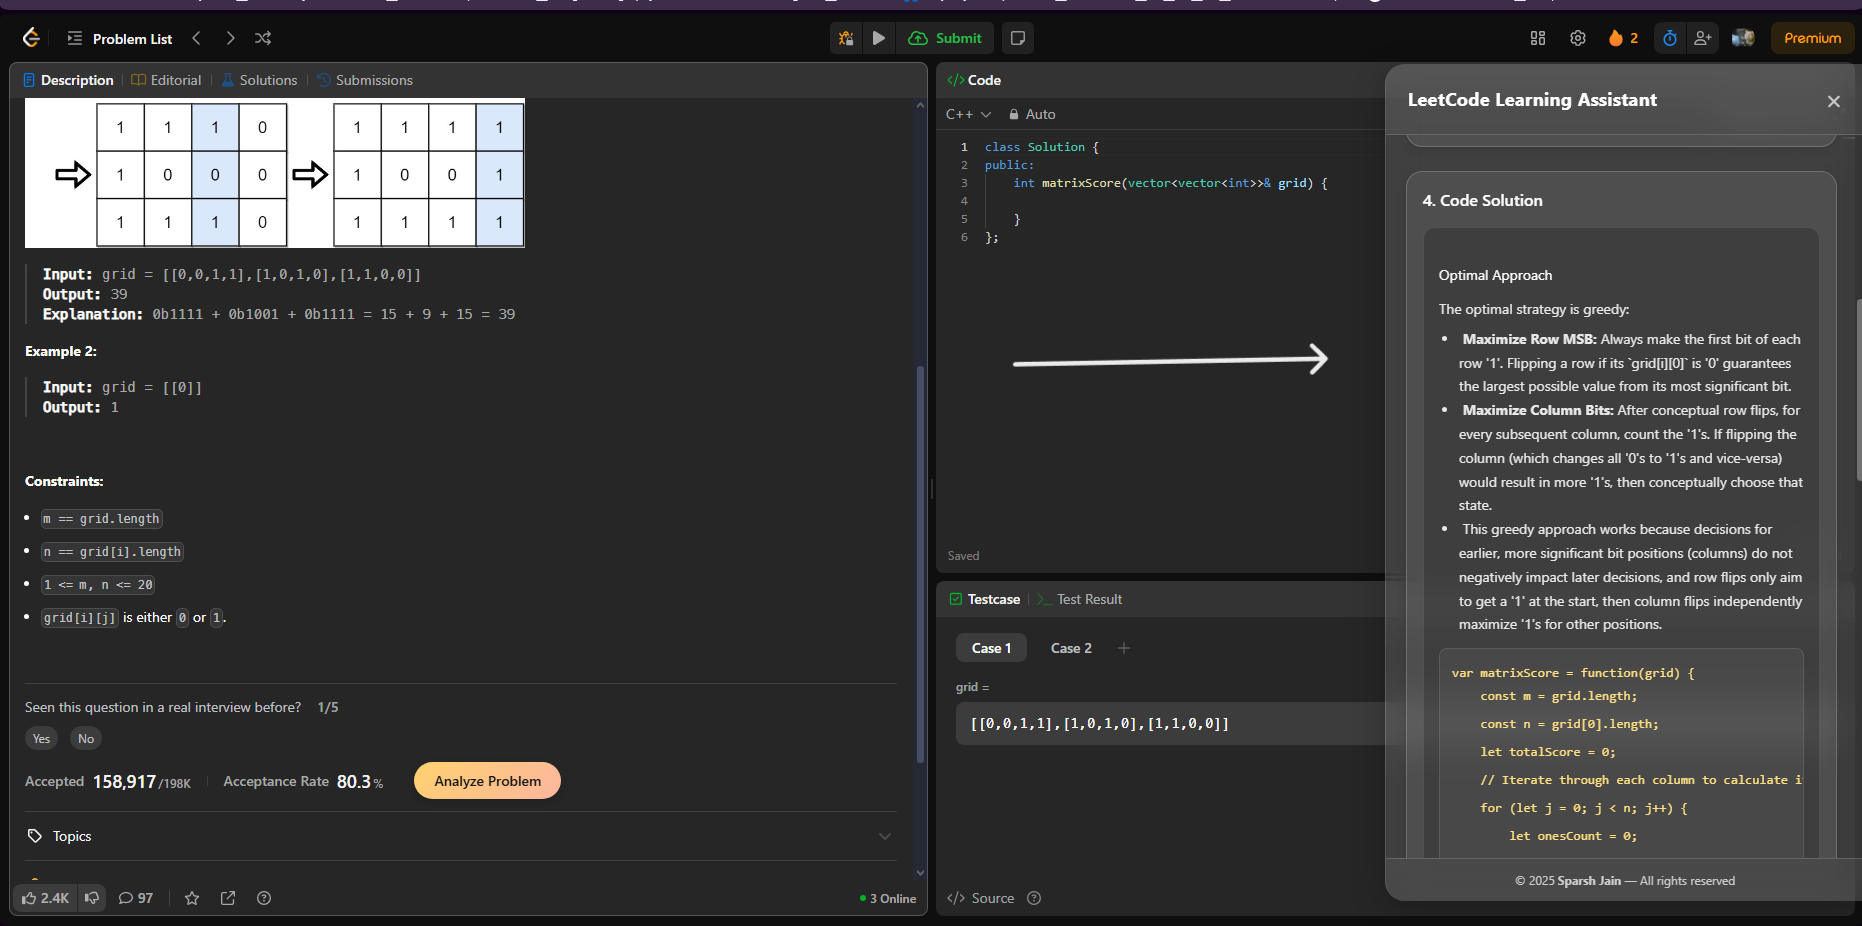 Problem List
Submit
2
Premium
Description
Editorial
Solutions
Submissions
1 1 1 0
1 0 0 0
1 1 1 0
1 1 1 1
1 0 0 1
1 1 1 1
Input: grid = [[0,0,1,1],[1,0,1,0],[1,1,0,0]]
Output: 39
Explanation: 0b1111 + 0b1001 + 0b1111 = 15 + 9 + 15 = 39
Example 2:
Input: grid = [[0]]
Output: 1
Constraints:
• m == grid.length
• n == grid[i].length
• 1 <= m, n <= 20
• grid[i][j] is either 0 or 1.
Seen this question in a real interview before? 1/5
Yes No
Accepted 158,917/198K Acceptance Rate 80.3% Analyze Problem
Topics
2.4K 97
3 Online
</> Code
C++ Auto
1 class Solution {
2 public:
3 int matrixScore(vector<vector<int>>& grid) {
4
5 }
6 };
Saved
Testcase >_ Test Result
Case 1 Case 2 +
grid =
[[0,0,1,1],[1,0,1,0],[1,1,0,0]]
</> Source
LeetCode Learning Assistant
4. Code Solution
Optimal Approach
The optimal strategy is greedy:
• Maximize Row MSB: Always make the first bit of each
row '1'. Flipping a row if its `grid[i][0]` is '0' guarantees
the largest possible value from its most significant bit.
• Maximize Column Bits: After conceptual row flips, for
every subsequent column, count the '1's. If flipping the
column (which changes all '0's to '1's and vice-versa)
would result in more '1's, then conceptually choose that
state.
• This greedy approach works because decisions for
earlier, more significant bit positions (columns) do not
negatively impact later decisions, and row flips only aim
to get a '1' at the start, then column flips independently
maximize '1's for other positions.
var matrixScore = function(grid) {
const m = grid.length;
const n = grid[0].length;
let totalScore = 0;
// Iterate through each column to calculate i
for (let j = 0; j < n; j++) {
let onesCount = 0;
© 2025 Sparsh Jain — All rights reserved